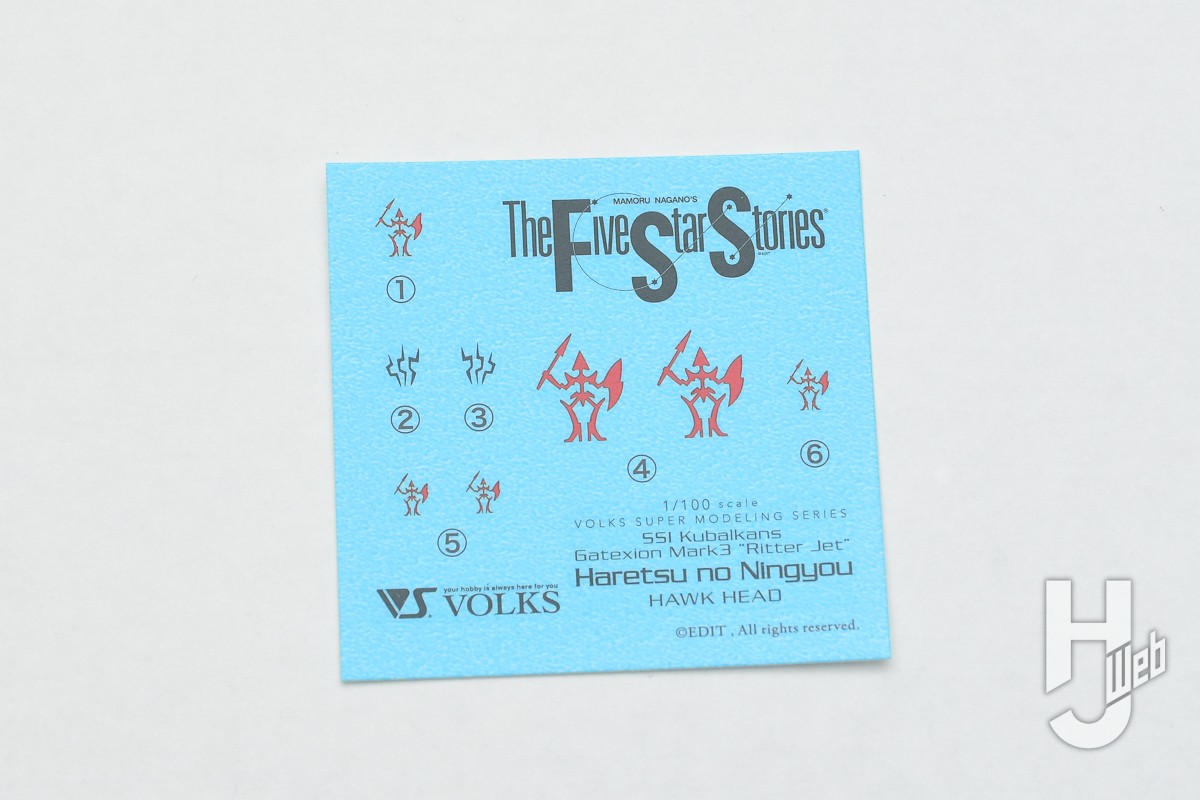 MAMORU NAGANO'S
The Five Star Stories®
©EDIT
①
② ③
④
⑥
⑤
1/100 scale
VOLKS SUPER MODELING SERIES
SSI Kubalkans
Gatexion Mark3 "Ritter Jet"
Haretsu no Ningyou
HAWK HEAD
VS. your hobby is always here for you
VOLKS
©EDIT , All rights reserved.
HJ Web